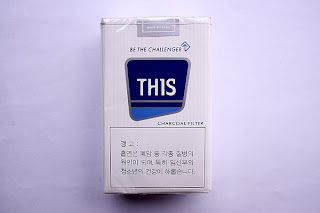 BE THE CHALLENGER
THIS
CHARCOAL FILTER
경 고 :
흡연은 폐암 등 각종 질병의
원인이 되며, 특히 임신부와
청소년의 건강에 해롭습니다.